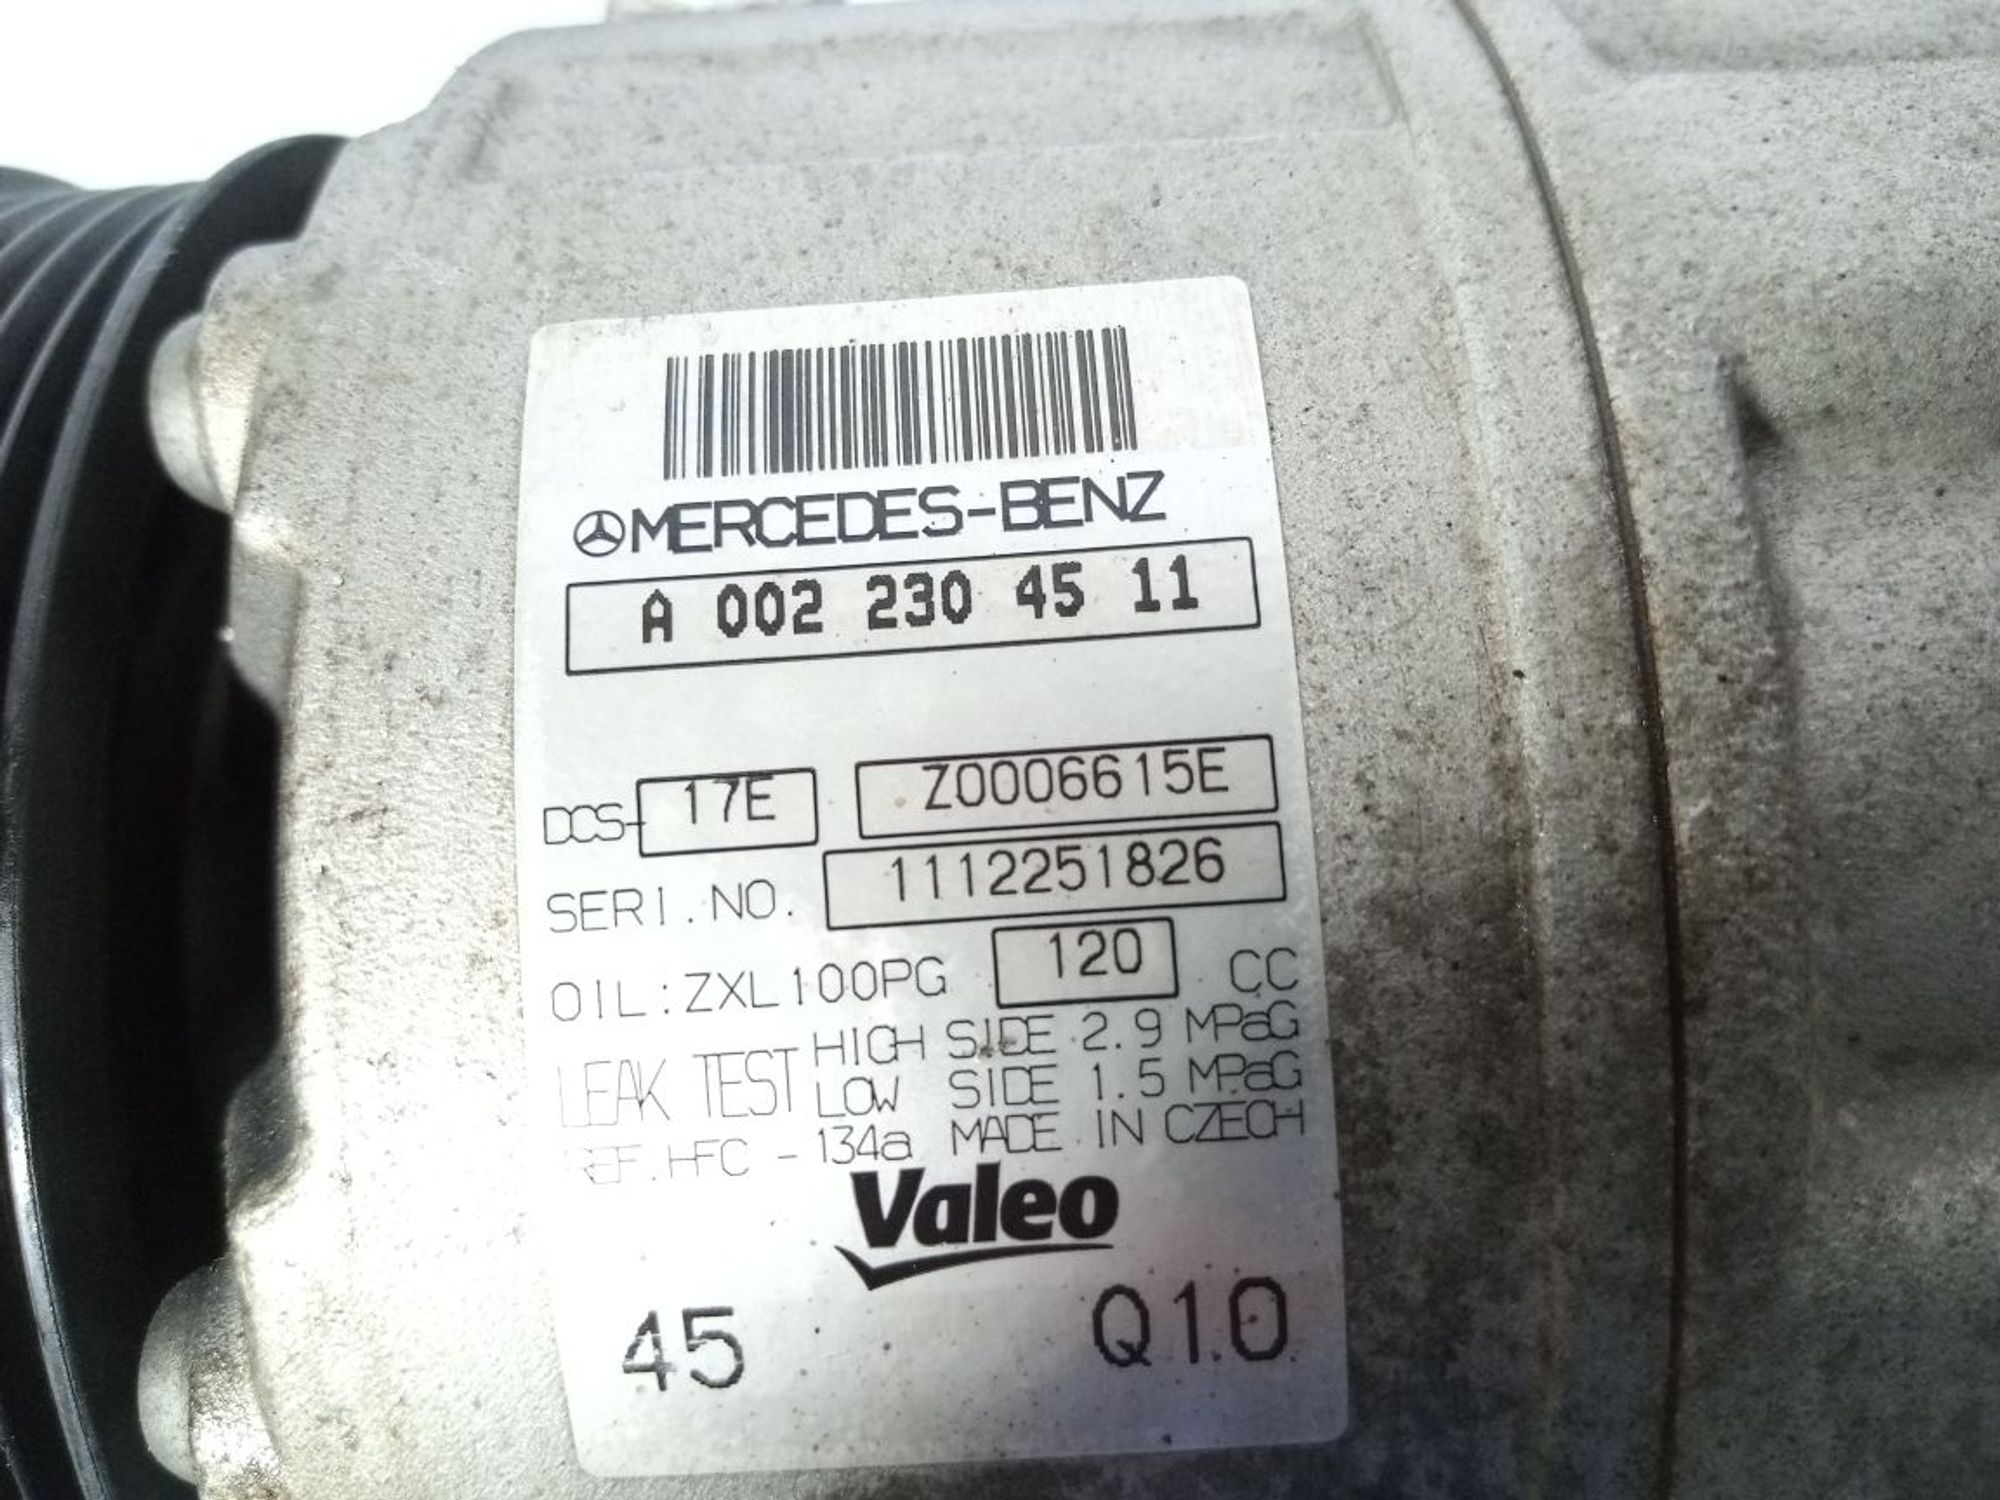 MERCEDES-BENZ
A 002 230 45 11
DCS- 17E Z0006615E
SERI.NO. 1112251826
OIL:ZXL100PG 120 CC
LEAK TEST HIGH SIDE 2.9 MPaG
LOW SIDE 1.5 MPaG
REF.HFC-134a MADE IN CZECH
Valeo
45 Q10